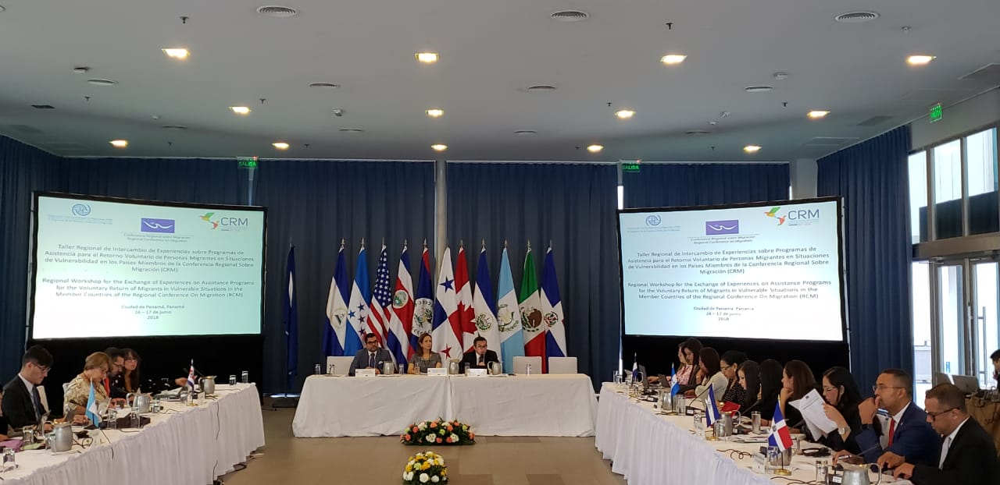 SALIDA
SALIDA
SALIDA
CRM
Conferencia Regional sobre Migración
Regional Conference on Migration
Taller Regional de Intercambio de Experiencias sobre Programas de
Asistencia para el Retorno Voluntario de Personas Migrantes en Situaciones
de Vulnerabilidad en los Países Miembros de la Conferencia Regional Sobre
Migración (CRM)
Regional Workshop for the Exchange of Experiences on Assistance Programs
for the Voluntary Return of Migrants in Vulnerable Situations in the
Member Countries of the Regional Conference On Migration (RCM)
Ciudad de Panamá, Panamá
16 – 17 de junio
2018
CRM
Conferencia Regional sobre Migración
Regional Conference on Migration
Taller Regional de Intercambio de Experiencias sobre Programas de
Asistencia para el Retorno Voluntario de Personas Migrantes en Situaciones
de Vulnerabilidad en los Países Miembros de la Conferencia Regional Sobre
Migración (CRM)
Regional Workshop for the Exchange of Experiences on Assistance Programs
for the Voluntary Return of Migrants in Vulnerable Situations in the
Member Countries of the Regional Conference On Migration (RCM)
Ciudad de Panamá, Panamá
16 – 17 de junio
2018